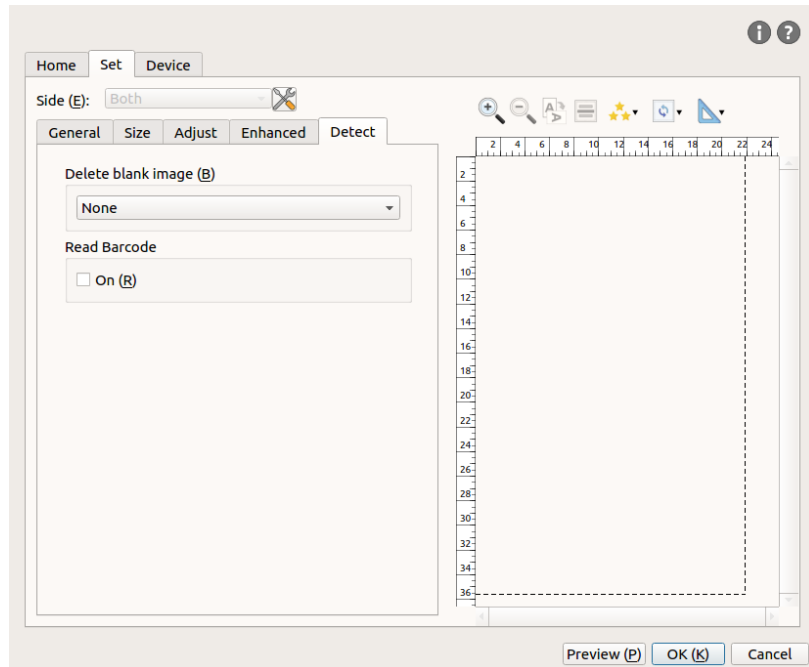 Home Set Device
Side (E): Both
General Size Adjust Enhanced Detect
Delete blank image (B)
None
Read Barcode
On (R)
2 4 6 8 10 12 14 16 18 20 22 24
2
4
6
8
10
12
14
16
18
20
22
24
26
28
30
32
34
36
Preview (P) OK (K) Cancel